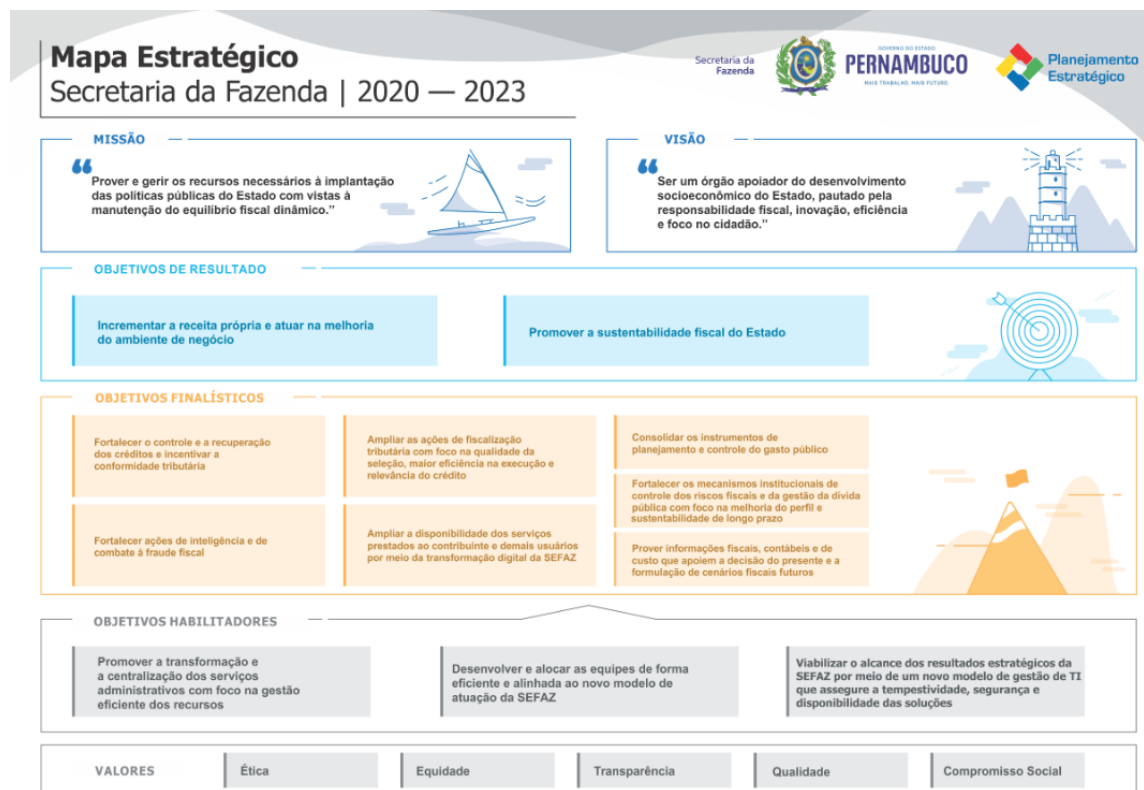 Mapa Estratégico
Secretaria da Fazenda | 2020 — 2023
Secretaria da
Fazenda
GOVERNO DO ESTADO
PERNAMBUCO
MAIS TRABALHO, MAIS FUTURO.
Planejamento
Estratégico
MISSÃO
“
Prover e gerir os recursos necessários à implantação
das políticas públicas do Estado com vistas à
manutenção do equilíbrio fiscal dinâmico.”
VISÃO
“
Ser um órgão apoiador do desenvolvimento
socioeconômico do Estado, pautado pela
responsabilidade fiscal, inovação, eficiência
e foco no cidadão.”
OBJETIVOS DE RESULTADO
Incrementar a receita própria e atuar na melhoria
do ambiente de negócio
Promover a sustentabilidade fiscal do Estado
OBJETIVOS FINALÍSTICOS
Fortalecer o controle e a recuperação
dos créditos e incentivar a
conformidade tributária
Ampliar as ações de fiscalização
tributária com foco na qualidade da
seleção, maior eficiência na execução e
relevância do crédito
Consolidar os instrumentos de
planejamento e controle do gasto público
Fortalecer os mecanismos institucionais de
controle dos riscos fiscais e da gestão da dívida
pública com foco na melhoria do perfil e
sustentabilidade de longo prazo
Fortalecer ações de inteligência e de
combate à fraude fiscal
Ampliar a disponibilidade dos serviços
prestados ao contribuinte e demais usuários
por meio da transformação digital da SEFAZ
Prover informações fiscais, contábeis e de
custo que apoiem a decisão do presente e a
formulação de cenários fiscais futuros
OBJETIVOS HABILITADORES
Promover a transformação e
a centralização dos serviços
administrativos com foco na gestão
eficiente dos recursos
Desenvolver e alocar as equipes de forma
eficiente e alinhada ao novo modelo de
atuação da SEFAZ
Viabilizar o alcance dos resultados estratégicos da
SEFAZ por meio de um novo modelo de gestão de TI
que assegure a tempestividade, segurança e
disponibilidade das soluções
VALORES
Ética
Equidade
Transparência
Qualidade
Compromisso Social